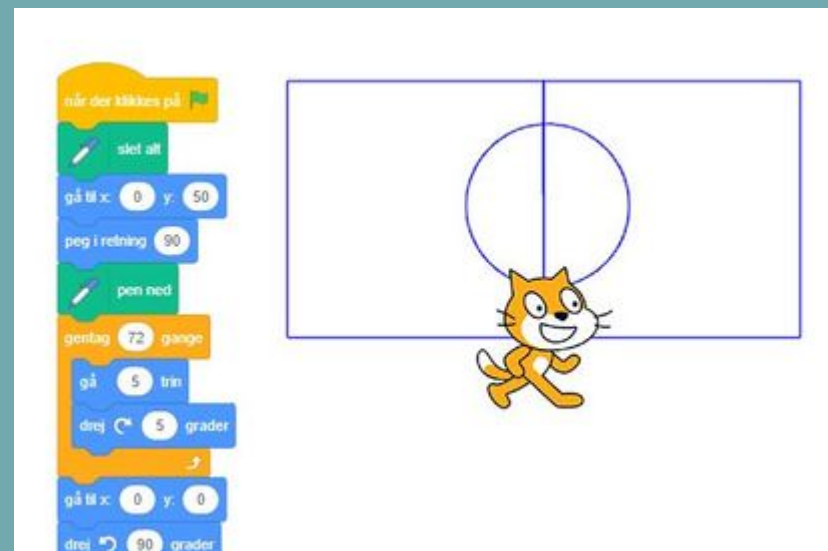 når der klikkes på
slet alt
gå til x: 0 y: 50
peg i retning 90
pen ned
gentag 72 gange
gå 5 trin
drej 5 grader
gå til x: 0 y: 0
drej 90 grader